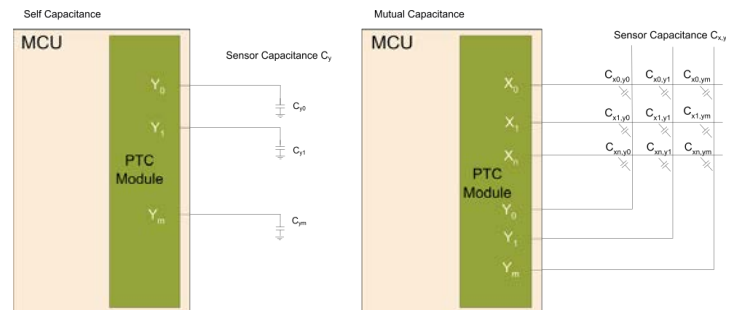 Self Capacitance
MCU
Sensor Capacitance Cy
Y0
Cy0
Y1
Cy1
PTC
Module
Ym
Cym
Mutual Capacitance
MCU
Sensor Capacitance Cx,y
X0
Cx0,y0 Cx0,y1 Cx0,ym
X1
Cx1,y0 Cx1,y1 Cx1,ym
Xn
Cxn,y0 Cxn,y1 Cxn,ym
PTC
Module
Y0
Y1
Ym